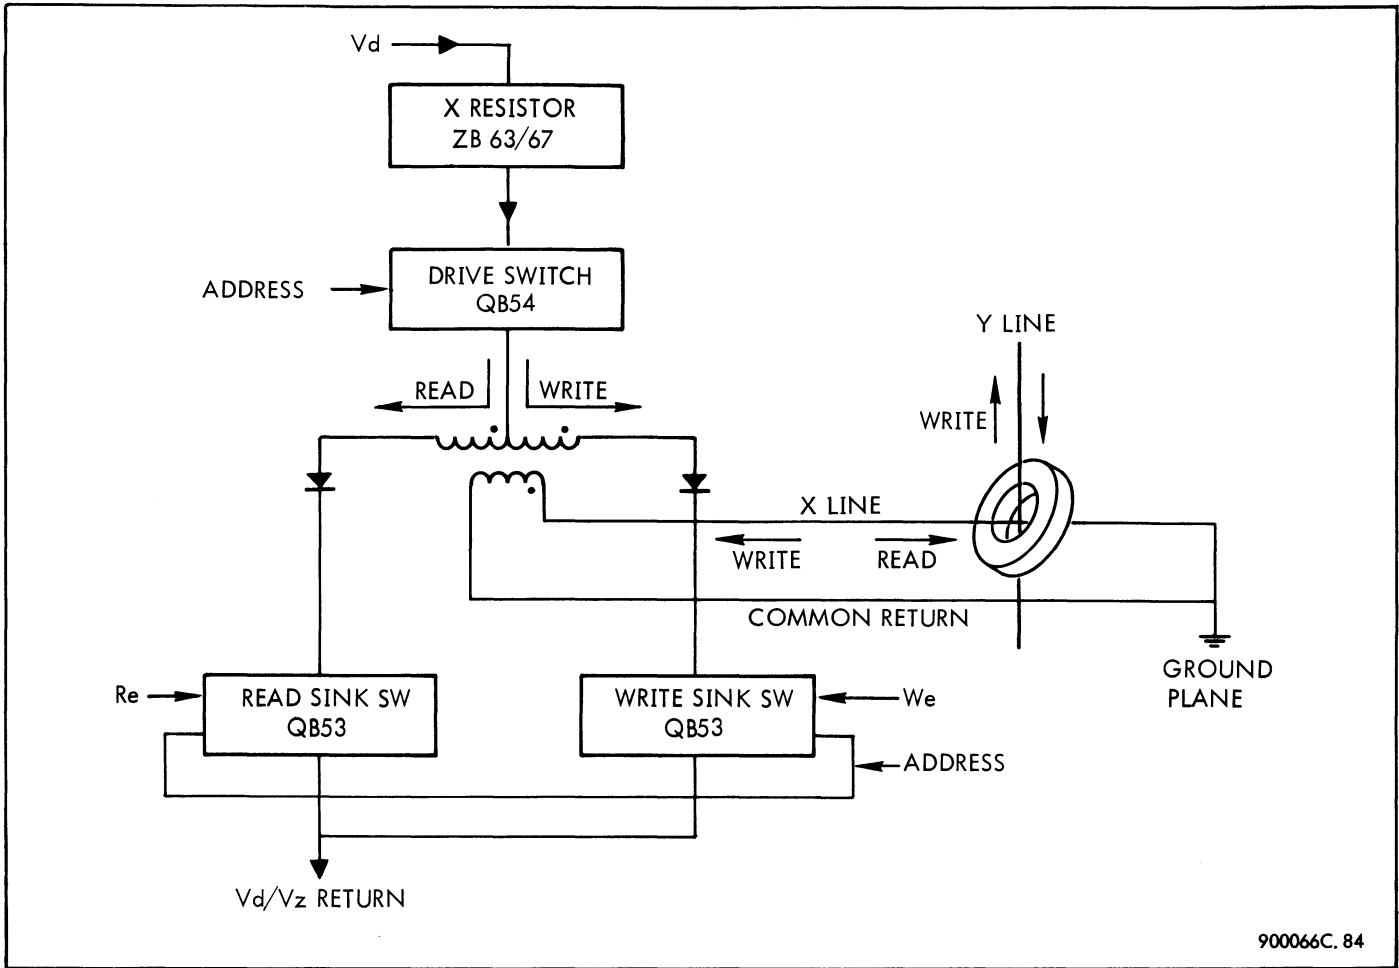 Vd
X RESISTOR
ZB 63/67
DRIVE SWITCH
QB54
ADDRESS
READ
WRITE
Y LINE
WRITE
X LINE
WRITE
READ
COMMON RETURN
GROUND
PLANE
Re
READ SINK SW
QB53
WRITE SINK SW
QB53
We
ADDRESS
Vd/Vz RETURN
900066C. 84